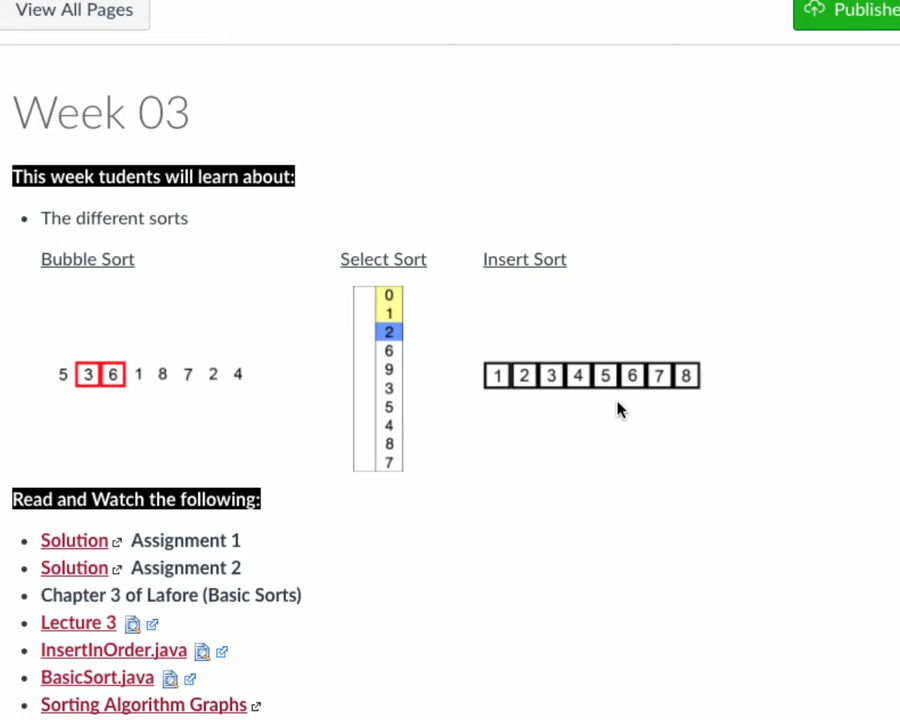 View All Pages
Publishe
Week 03
This week tudents will learn about:
The different sorts
Bubble Sort
Select Sort
Insert Sort
0
1
2
6
9
3
5
4
8
7
5 3 6 1 8 7 2 4
1 2 3 4 5 6 7 8
Read and Watch the following:
Solution Assignment 1
Solution Assignment 2
Chapter 3 of Lafore (Basic Sorts)
Lecture 3
InsertInOrder.java
BasicSort.java
Sorting Algorithm Graphs